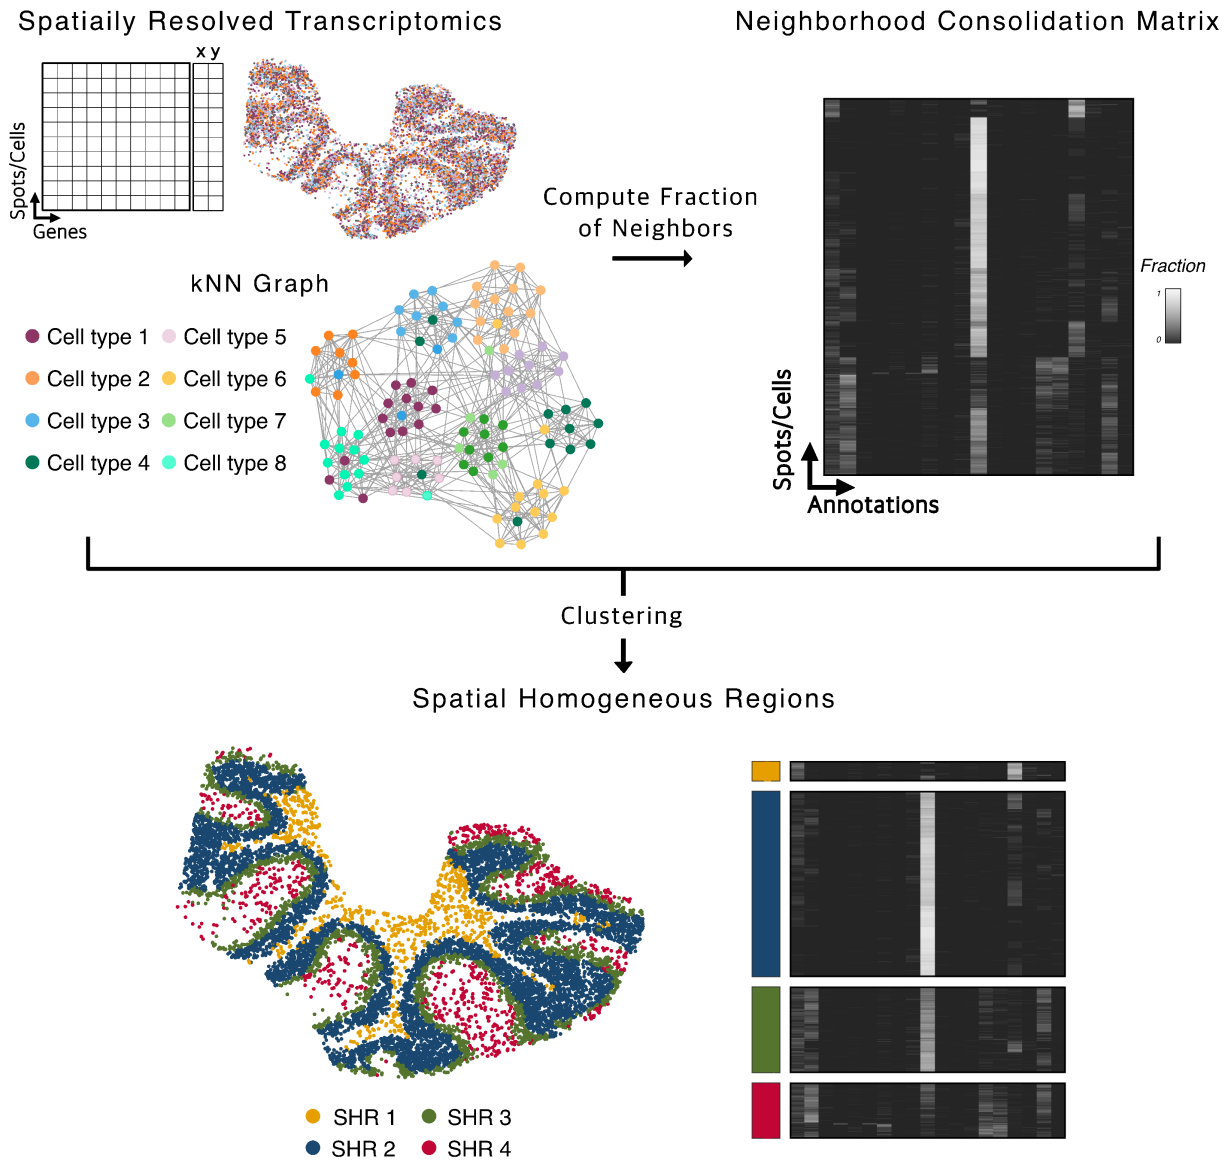 Spatiaily Resolved Transcriptomics
Neighborhood Consolidation Matrix
x y
Spots/Cells
Genes
Compute Fraction
of Neighbors
kNN Graph
Cell type 1
Cell type 5
Cell type 2
Cell type 6
Cell type 3
Cell type 7
Cell type 4
Cell type 8
Fraction
1
0
Spots/Cells
Annotations
Clustering
Spatial Homogeneous Regions
SHR 1
SHR 3
SHR 2
SHR 4